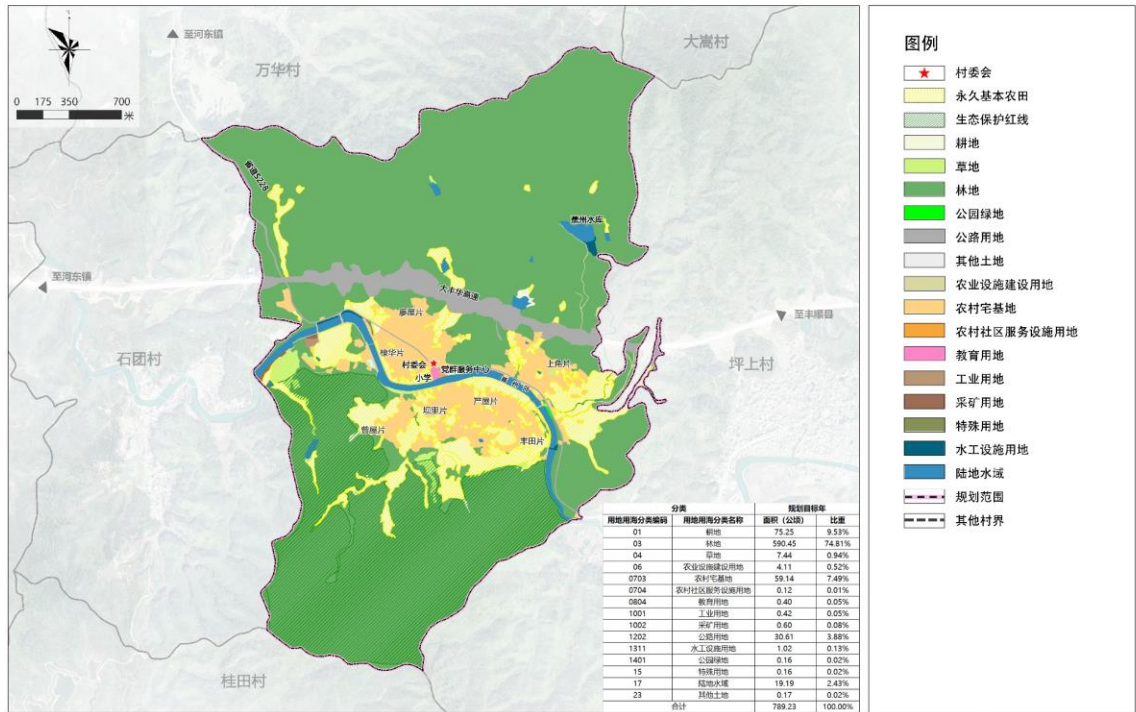 至河东镇
万华村
大嵩村
0 175 350 700
米
省道S228
至河东镇
大丰华高速
至丰顺县
石团村
坪上村
村委会
党群服务中心
小学
上角片
坝里片
严屋片
曾屋片
丰田片
桂田村
分类 规划目标年
用地用海分类编码 用地用海分类名称 面积（公顷） 比重
01 耕地 75.25 9.53%
03 林地 590.45 74.81%
04 草地 7.44 0.94%
06 农业设施建设用地 4.11 0.52%
0703 农村宅基地 59.14 7.49%
0704 农村社区服务设施用地 0.12 0.01%
0804 教育用地 0.40 0.05%
1001 工业用地 0.42 0.05%
1002 采矿用地 0.60 0.08%
1202 公路用地 30.61 3.88%
1311 水工设施用地 1.02 0.13%
1401 公园绿地 0.16 0.02%
15 特殊用地 0.16 0.02%
17 陆地水域 19.19 2.43%
23 其他土地 0.17 0.02%
合计 789.23 100.00%
图例
村委会
永久基本农田
生态保护红线
耕地
草地
林地
公园绿地
公路用地
其他土地
农业设施建设用地
农村宅基地
农村社区服务设施用地
教育用地
工业用地
采矿用地
特殊用地
水工设施用地
陆地水域
规划范围
其他村界